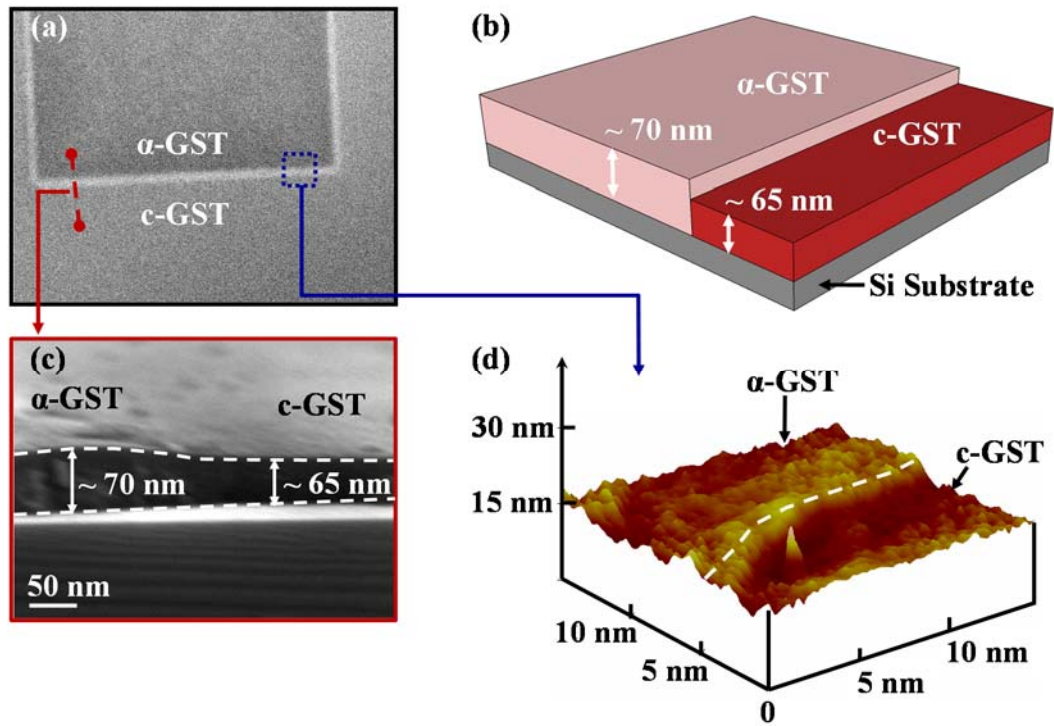 (a)
α-GST
c-GST
(b)
α-GST
~ 70 nm
c-GST
~ 65 nm
Si Substrate
(c)
α-GST
c-GST
~ 70 nm
~ 65 nm
50 nm
(d)
α-GST
30 nm
c-GST
15 nm
10 nm
5 nm
0
5 nm
10 nm